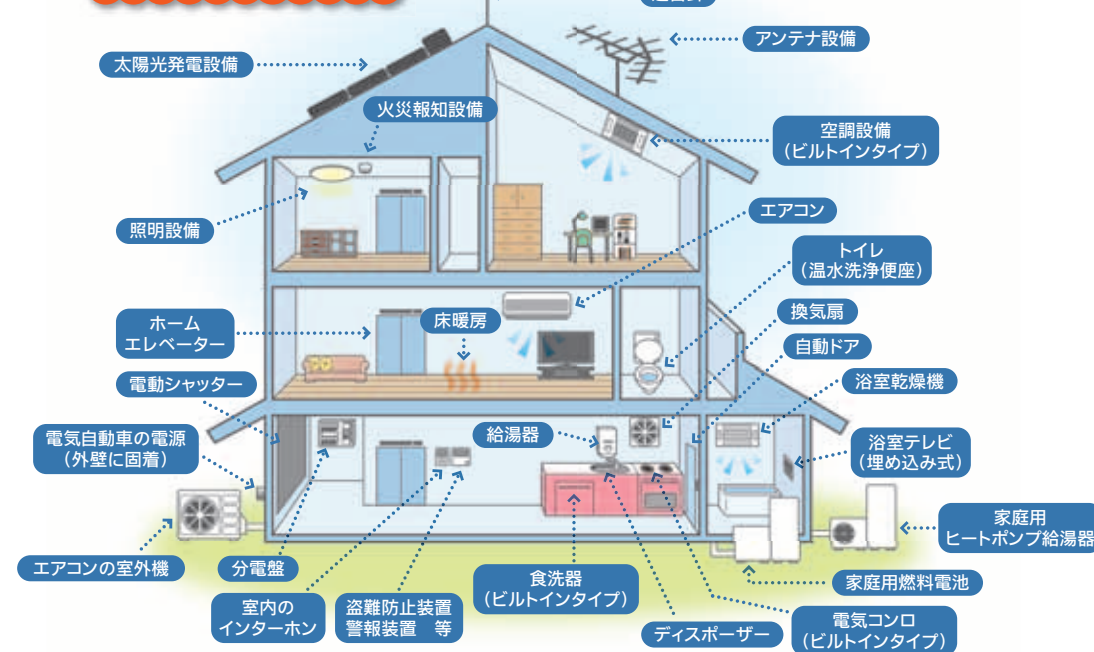 アンテナ設備
太陽光発電設備
火災報知設備
空調設備
（ビルトインタイプ）
エアコン
照明設備
トイレ
（温水洗浄便座）
換気扇
ホーム
エレベーター
床暖房
自動ドア
電動シャッター
浴室乾燥機
電気自動車の電源
（外壁に固着）
給湯器
浴室テレビ
（埋め込み式）
家庭用
ヒートポンプ給湯器
エアコンの室外機
分電盤
食洗器
（ビルトインタイプ）
家庭用燃料電池
室内の
インターホン
盗難防止装置
警報装置　等
ディスポーザー
電気コンロ
（ビルトインタイプ）